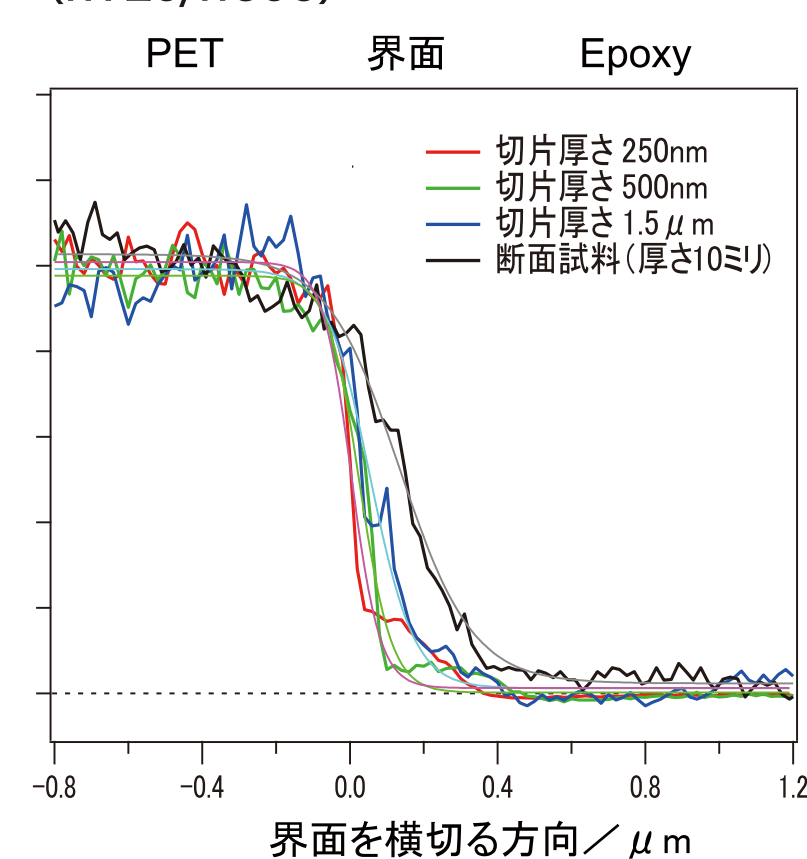 PET 界面 Epoxy
切片厚さ 250nm
切片厚さ 500nm
切片厚さ 1.5μm
断面試料(厚さ10ミリ)
-0.8 -0.4 0.0 0.4 0.8 1.2
界面を横切る方向／μm